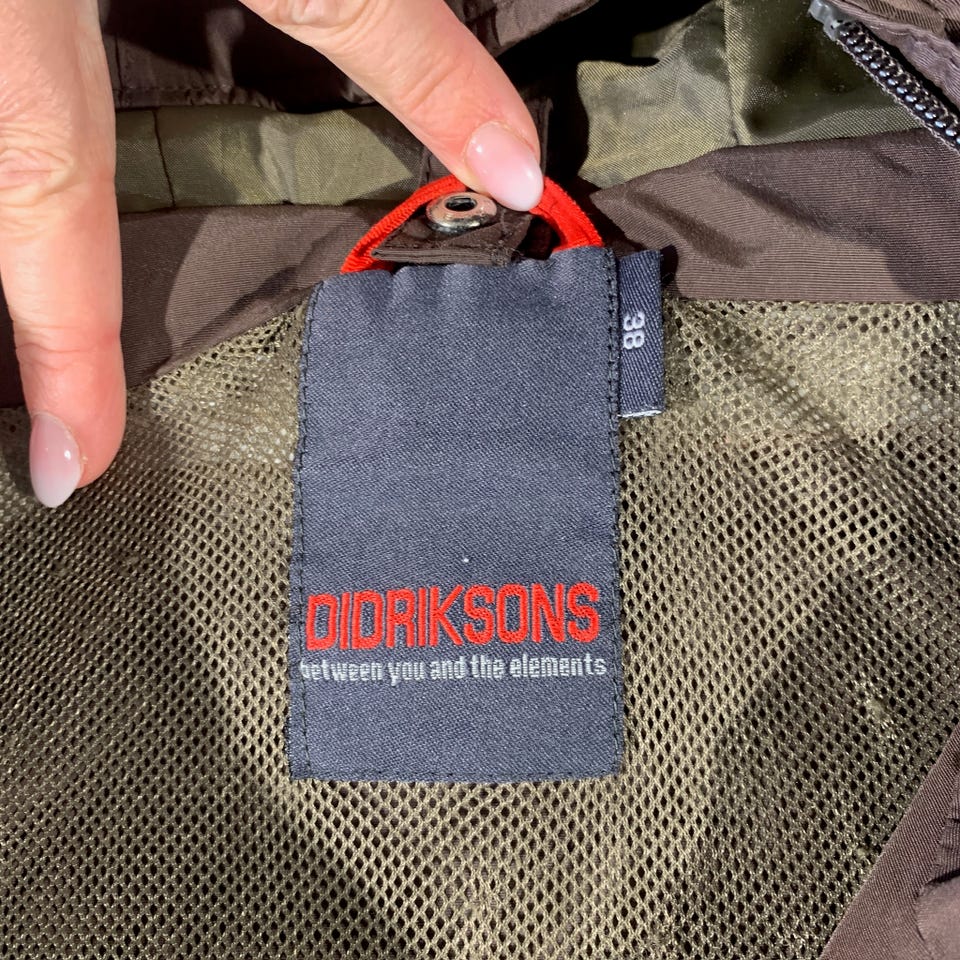 38
DIDRIKSONS
between you and the elements